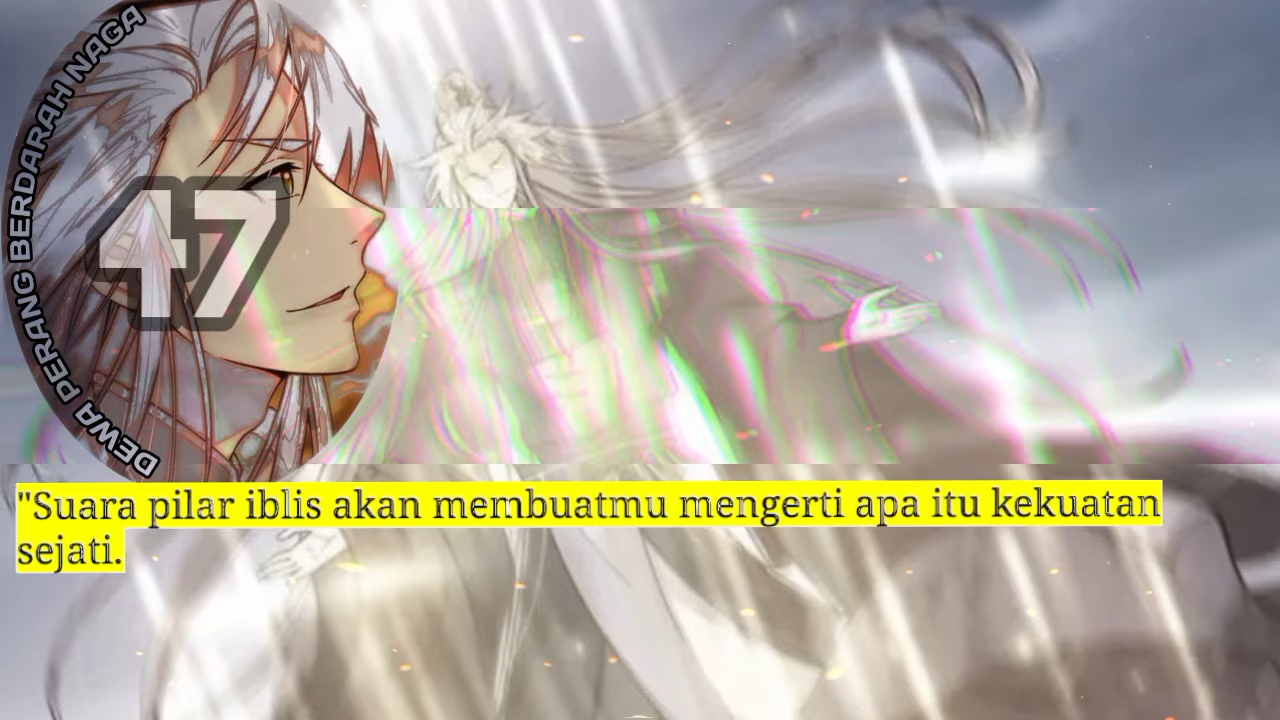 DEWA PERANG BERDARAH NAGA
47
"Suara pilar iblis akan membuatmu mengerti apa itu kekuatan
sejati.